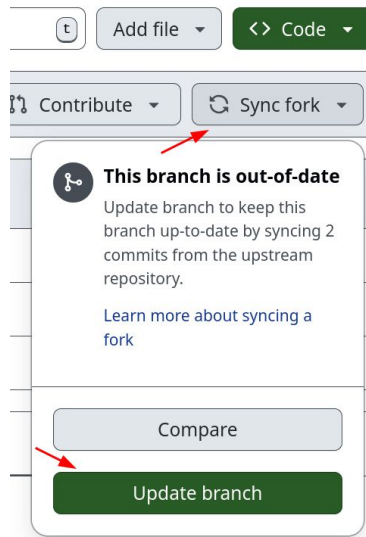 t Add file <> Code
Contribute Sync fork
This branch is out-of-date
Update branch to keep this
branch up-to-date by syncing 2
commits from the upstream
repository.
Learn more about syncing a
fork
Compare
Update branch